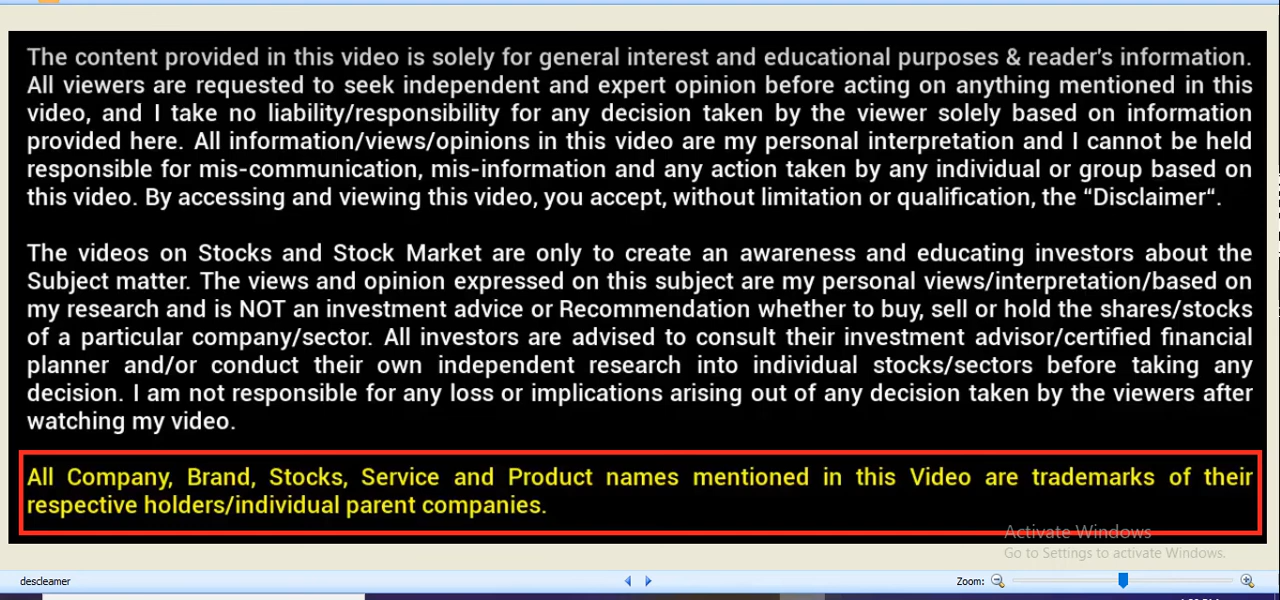 The content provided in this video is solely for general interest and educational purposes & reader's information.
All viewers are requested to seek independent and expert opinion before acting on anything mentioned in this
video, and I take no liability/responsibility for any decision taken by the viewer solely based on information
provided here. All information/views/opinions in this video are my personal interpretation and I cannot be held
responsible for mis-communication, mis-information and any action taken by any individual or group based on
this video. By accessing and viewing this video, you accept, without limitation or qualification, the “Disclaimer“.
The videos on Stocks and Stock Market are only to create an awareness and educating investors about the
Subject matter. The views and opinion expressed on this subject are my personal views/interpretation/based on
my research and is NOT an investment advice or Recommendation whether to buy, sell or hold the shares/stocks
of a particular company/sector. All investors are advised to consult their investment advisor/certified financial
planner and/or conduct their own independent research into individual stocks/sectors before taking any
decision. I am not responsible for any loss or implications arising out of any decision taken by the viewers after
watching my video.
All Company, Brand, Stocks, Service and Product names mentioned in this Video are trademarks of their
respective holders/individual parent companies.
Activate Windows
Go to Settings to activate Windows.
descleamer
Zoom: